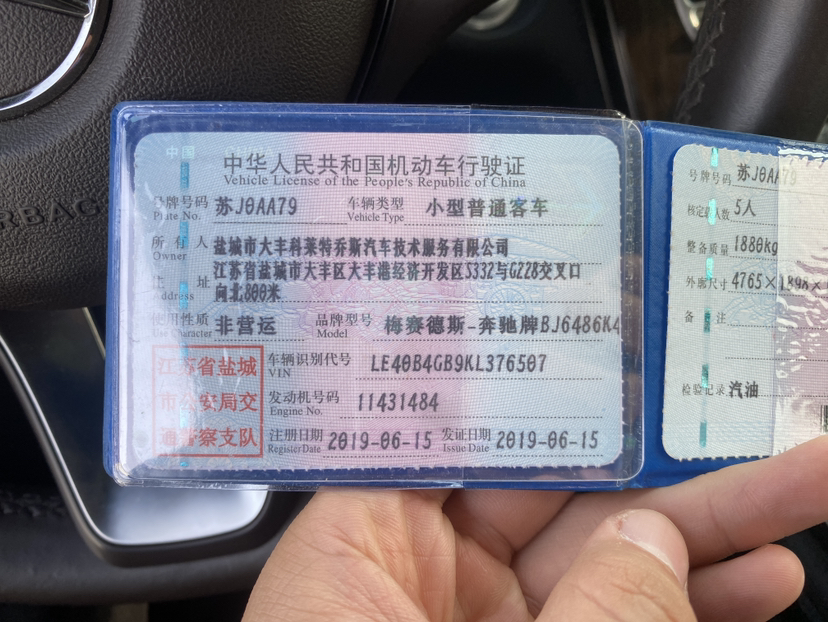 中华人民共和国机动车行驶证
Vehicle License of the People's Republic of China
号牌号码 苏J0AA79 车辆类型 小型普通客车
Plate No. Vehicle Type
所有人 盐城市大丰科莱特乔斯汽车技术服务有限公司
Owner
住址 江苏省盐城市大丰区大丰港经济开发区S332与G228交叉口
Address 向北800米
使用性质 非营运 品牌型号 梅赛德斯-奔驰牌BJ6486K4
Use Character Model
江苏省盐城
市公安局交
通警察支队
车辆识别代号 LE40B4GB9KL376507
VIN
发动机号码 11431484
Engine No.
注册日期 2019-06-15 发证日期 2019-06-15
Register Date Issue Date
号牌号码 苏J0AA79
核定载人数 5人
整备质量 1880kg
外廓尺寸 4765×1898×
备注
检验记录 汽油